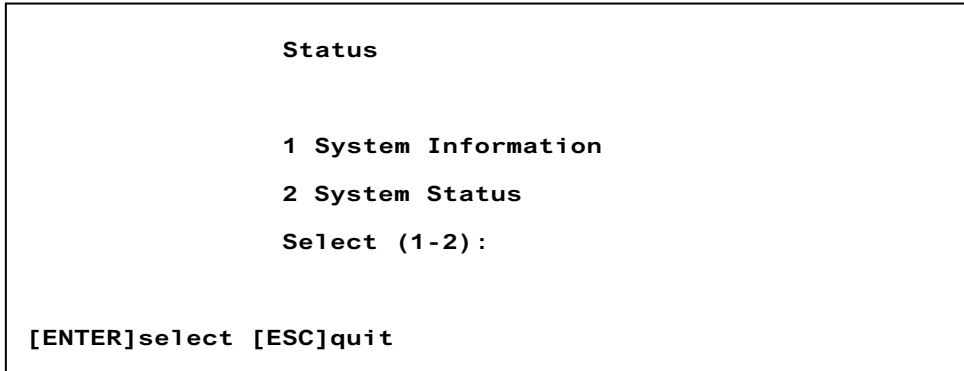 Status
1 System Information
2 System Status
Select (1-2):
[ENTER]select [ESC]quit